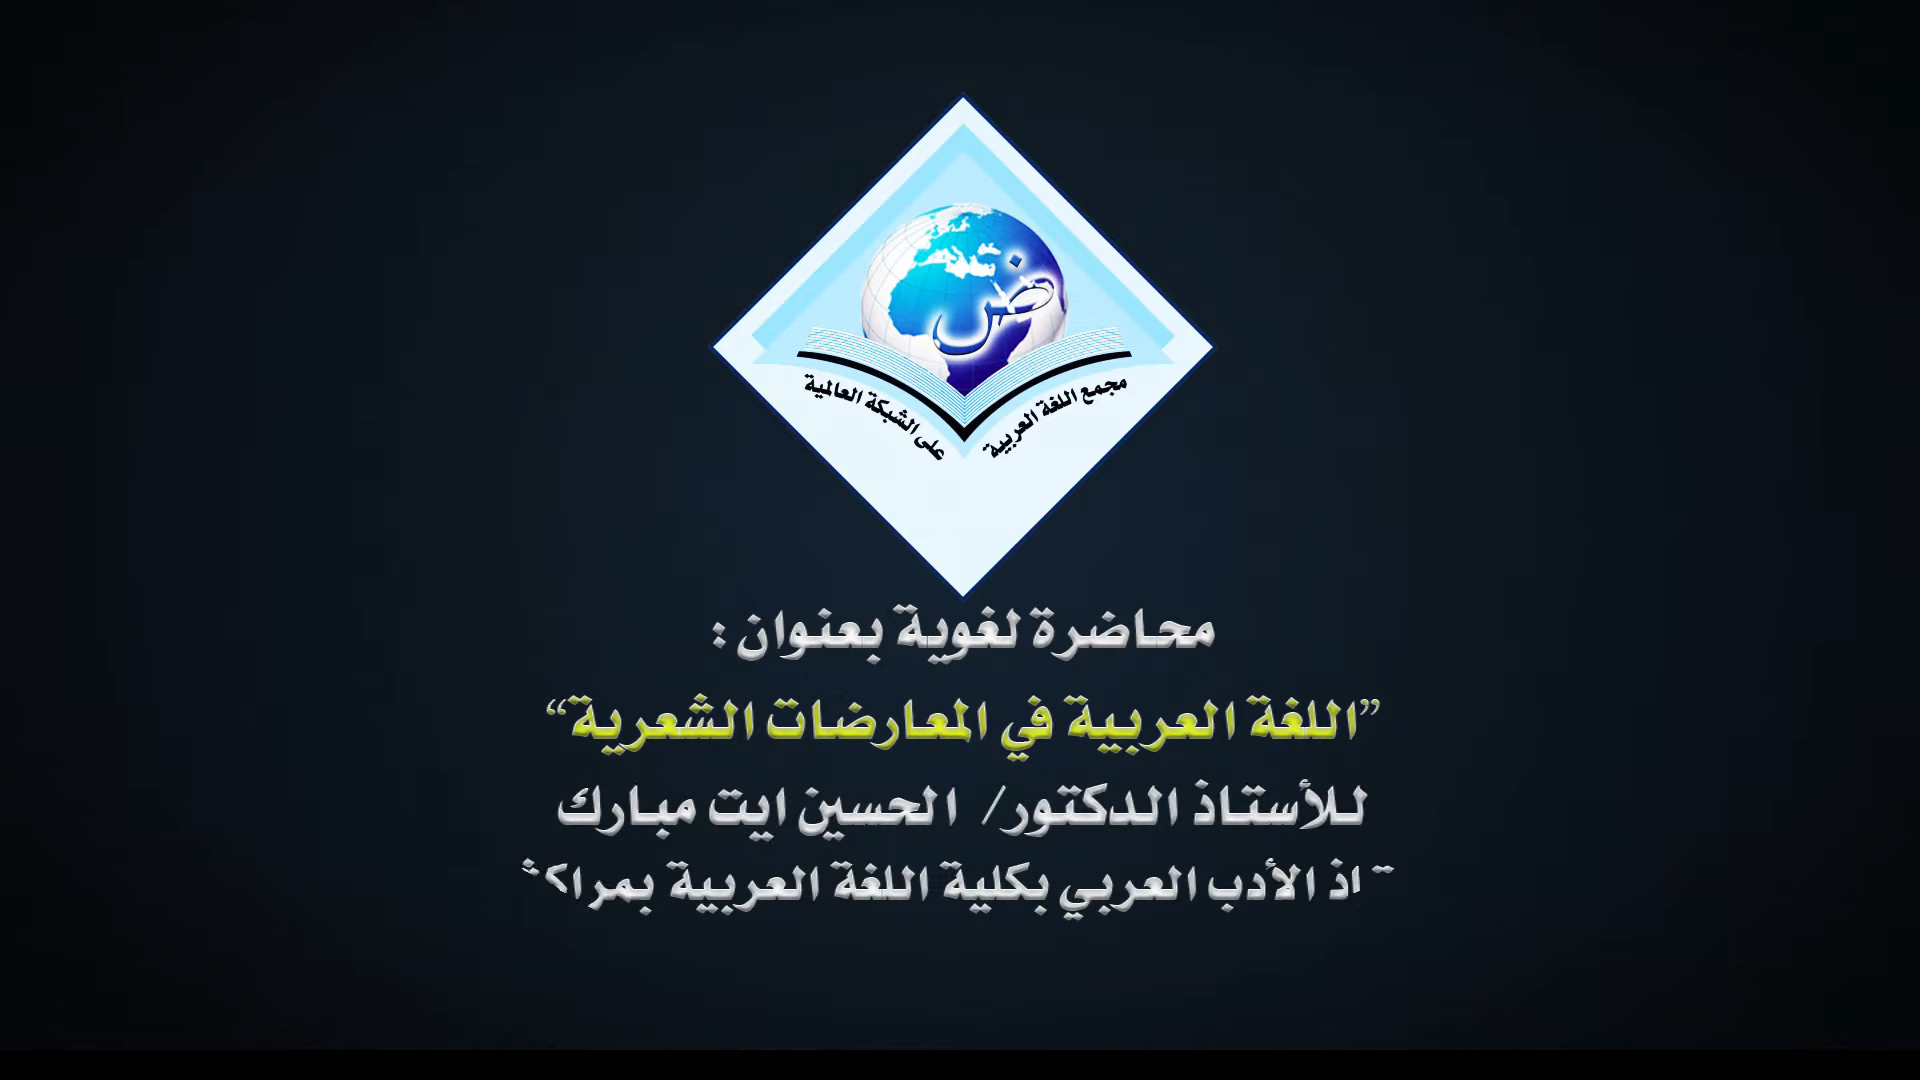 ض
مجمع اللغة العربية
على الشبكة العالمية
محاضرة لغوية بعنوان :
”اللغة العربية في المعارضات الشعرية“
للأستاذ الدكتور/ الحسين ايت مبارك
الأدب العربي بكلية اللغة العربية